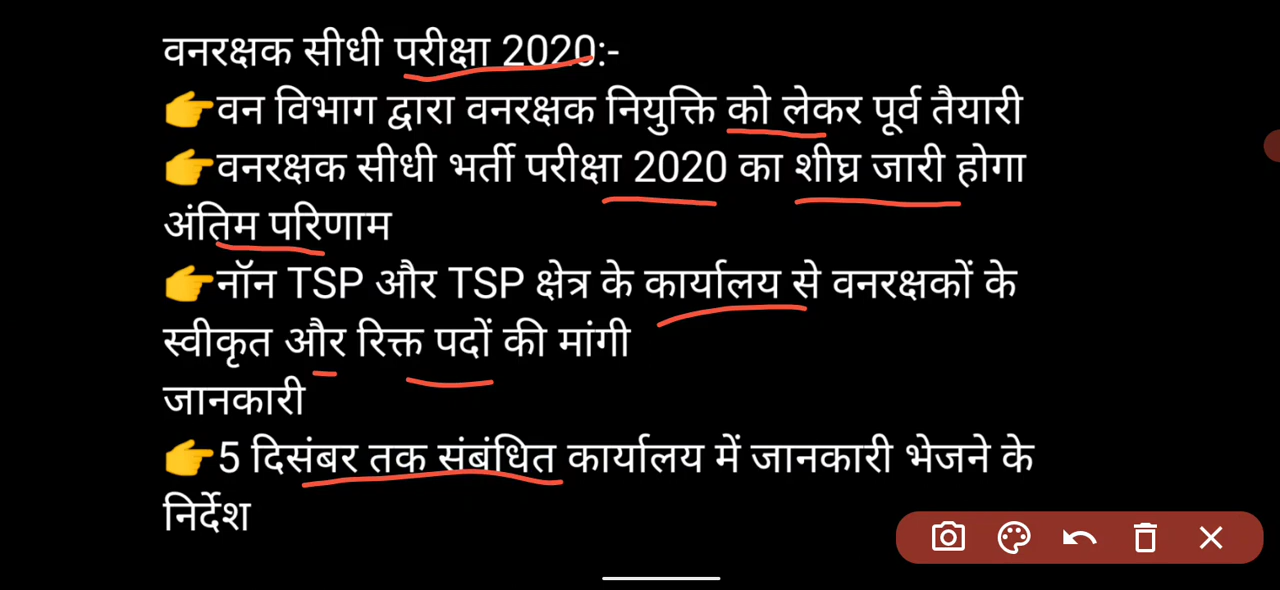 वनरक्षक सीधी परीक्षा 2020:-
👉वन विभाग द्वारा वनरक्षक नियुक्ति को लेकर पूर्व तैयारी
👉वनरक्षक सीधी भर्ती परीक्षा 2020 का शीघ्र जारी होगा
अंतिम परिणाम
👉नॉन TSP और TSP क्षेत्र के कार्यालय से वनरक्षकों के
स्वीकृत और रिक्त पदों की मांगी
जानकारी
👉5 दिसंबर तक संबंधित कार्यालय में जानकारी भेजने के
निर्देश